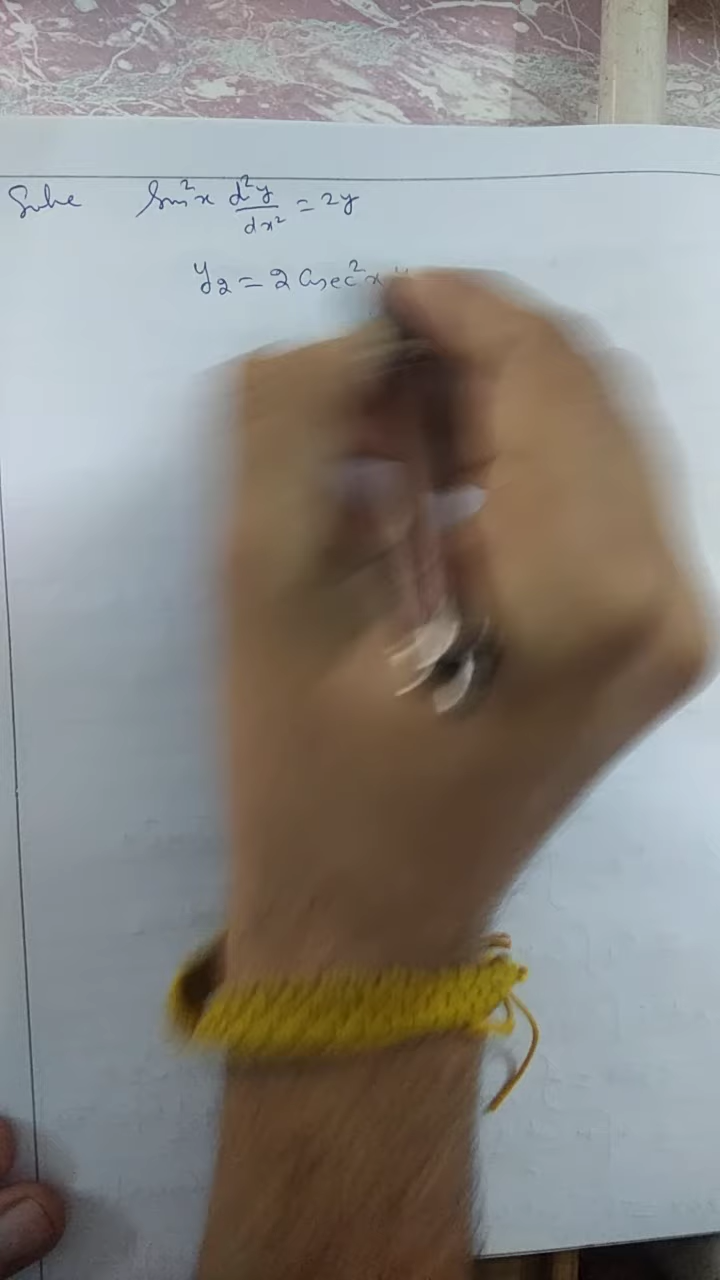 Solve sin²x d²y/dx² = 2y
y₂ = 2 cosec²x y